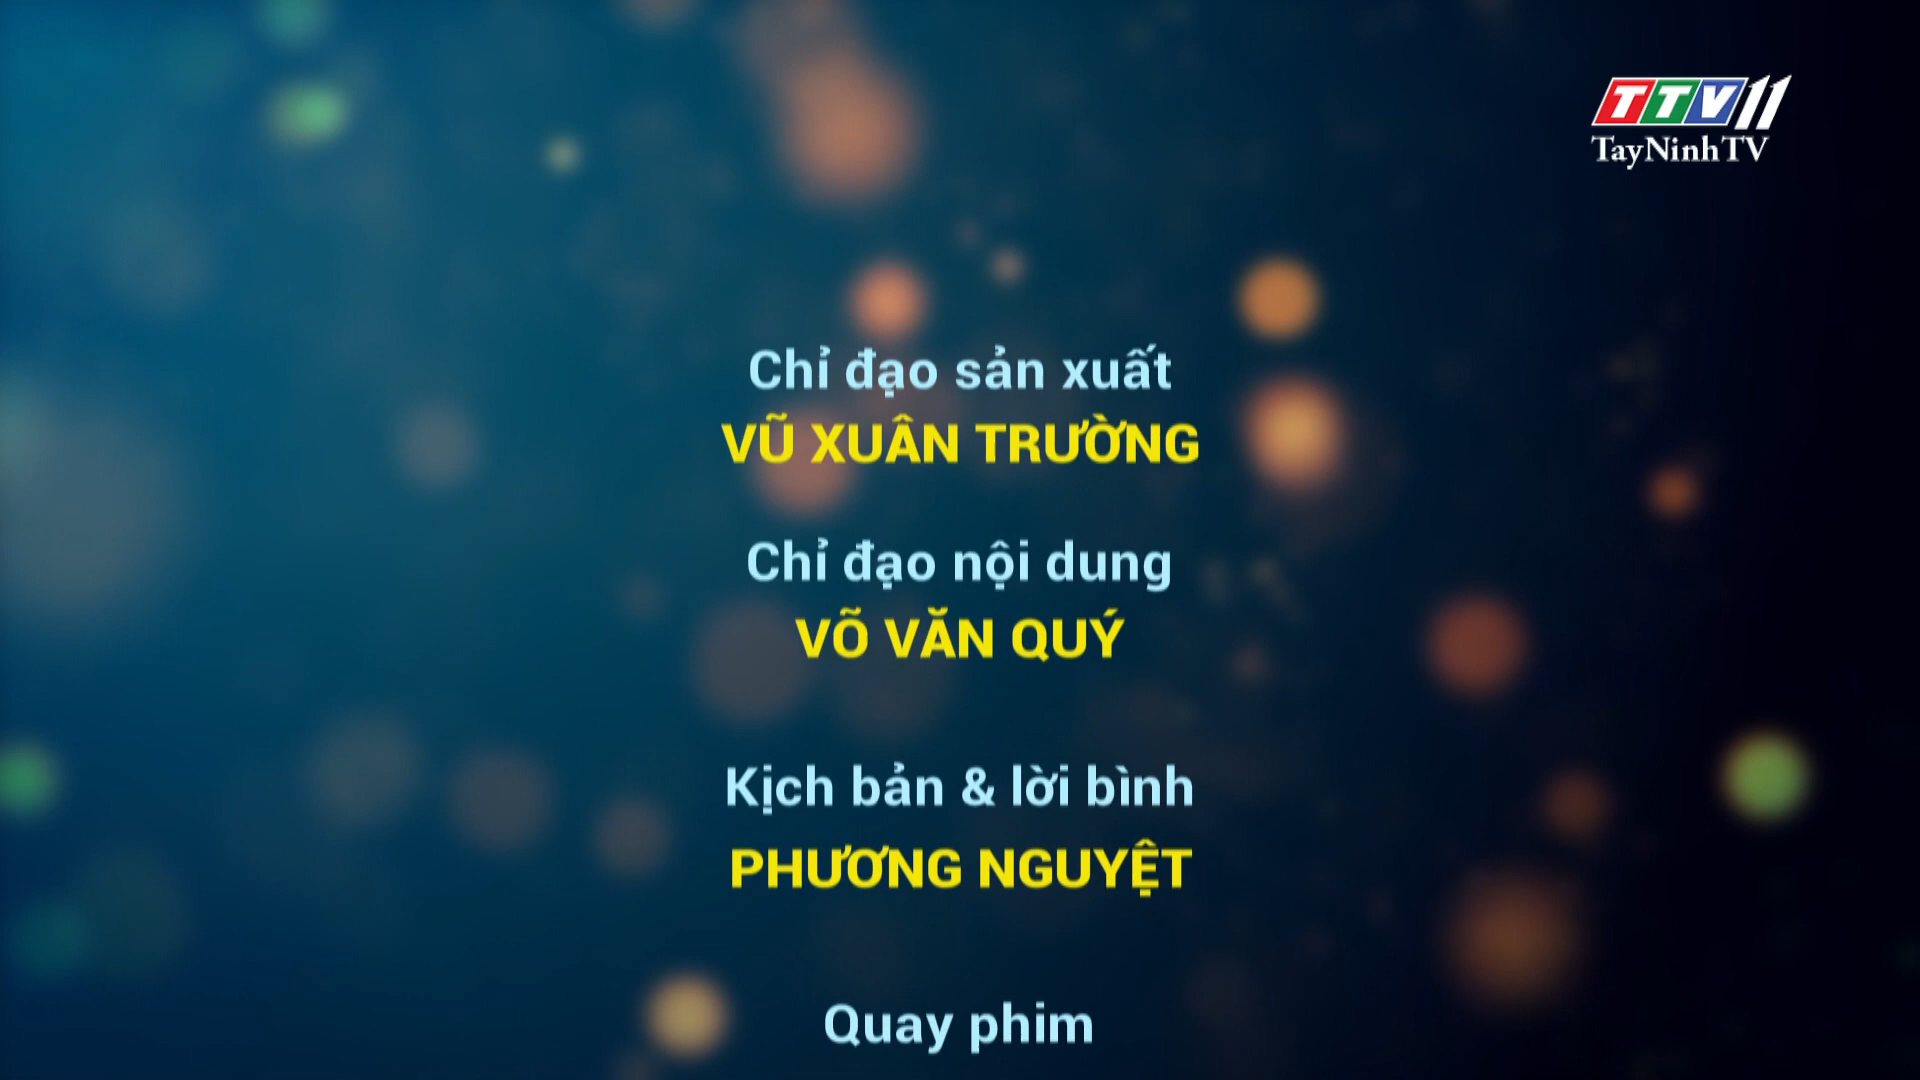 TTV11
TayNinhTV
Chỉ đạo sản xuất
VŨ XUÂN TRƯỜNG
Chỉ đạo nội dung
VÕ VĂN QUÝ
Kịch bản & lời bình
PHƯƠNG NGUYỆT
Quay phim